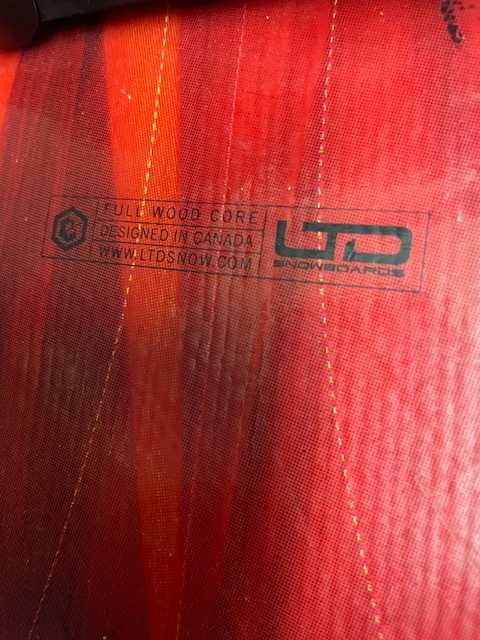 FULL WOOD CORE
DESIGNED IN CANADA
WWW.LTDSNOW.COM
LTD
SNOWBOARDS